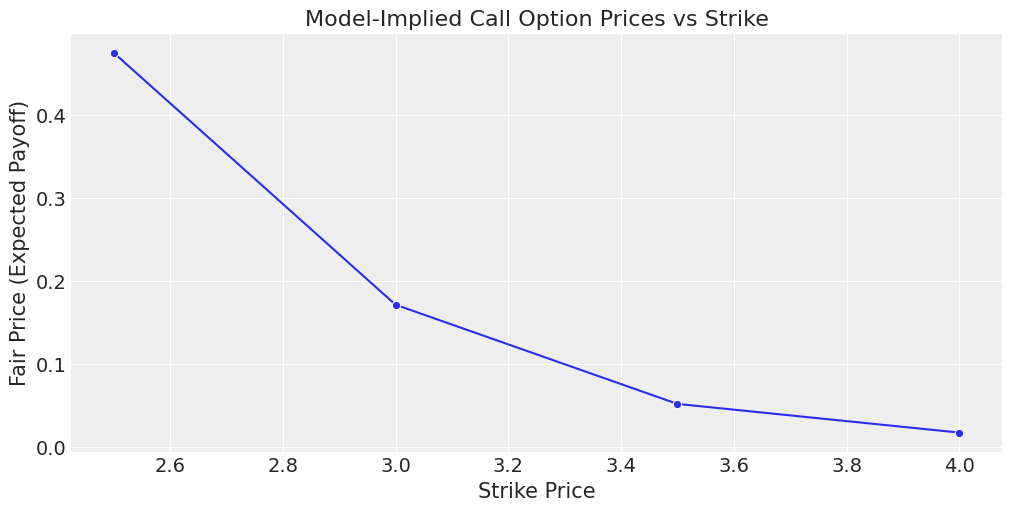 Model-Implied Call Option Prices vs Strike
Fair Price (Expected Payoff)
0.4
0.3
0.2
0.1
0.0
2.6 2.8 3.0 3.2 3.4 3.6 3.8 4.0
Strike Price